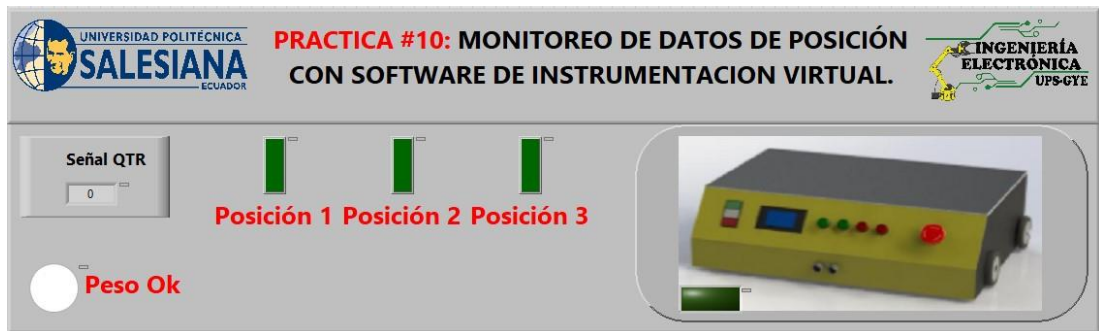 UNIVERSIDAD POLITÉCNICA
SALESIANA
ECUADOR
PRACTICA #10: MONITOREO DE DATOS DE POSICIÓN
CON SOFTWARE DE INSTRUMENTACION VIRTUAL.
INGENIERÍA
ELECTRÓNICA
UPS-GYE
Señal QTR
0
Posición 1 Posición 2 Posición 3
Peso Ok